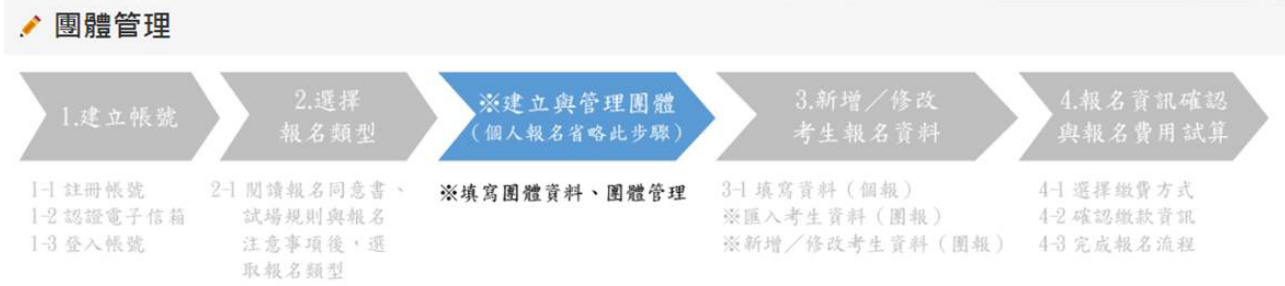 團體管理
1.建立帳號
2.選擇
報名類型
※建立與管理團體
(個人報名省略此步驟)
3.新增／修改
考生報名資料
4.報名資訊確認
與報名費用試算
1-1 註冊帳號
1-2 認證電子信箱
1-3 登入帳號
2-1 閱讀報名同意書、
試場規則與報名
注意事項後，選
取報名類型
※填寫團體資料、團體管理
3-1 填寫資料（個報）
※匯入考生資料（團報）
※新增／修改考生資料（團報）
4-1 選擇繳費方式
4-2 確認繳款資訊
4-3 完成報名流程